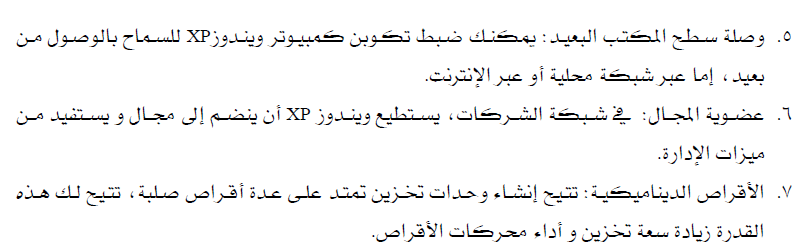 ٥. وصلة سطح المكتب البعيد: يمكنك ضبط تكوين كمبيوتر ويندوزXP للسماح بالوصول من
بعيد، إما عبر شبكة محلية أو عبر الإنترنت.
٦. عضوية المجال: في شبكة الشركات، يستطيع ويندوز XP أن ينضم إلى مجال و يستفيد من
ميزات الإدارة.
٧. الأقراص الديناميكية: تتيح إنشاء وحدات تخزين تمتد على عدة أقراص صلبة، تتيح لك هذه
القدرة زيادة سعة تخزين و أداء محركات الأقراص.